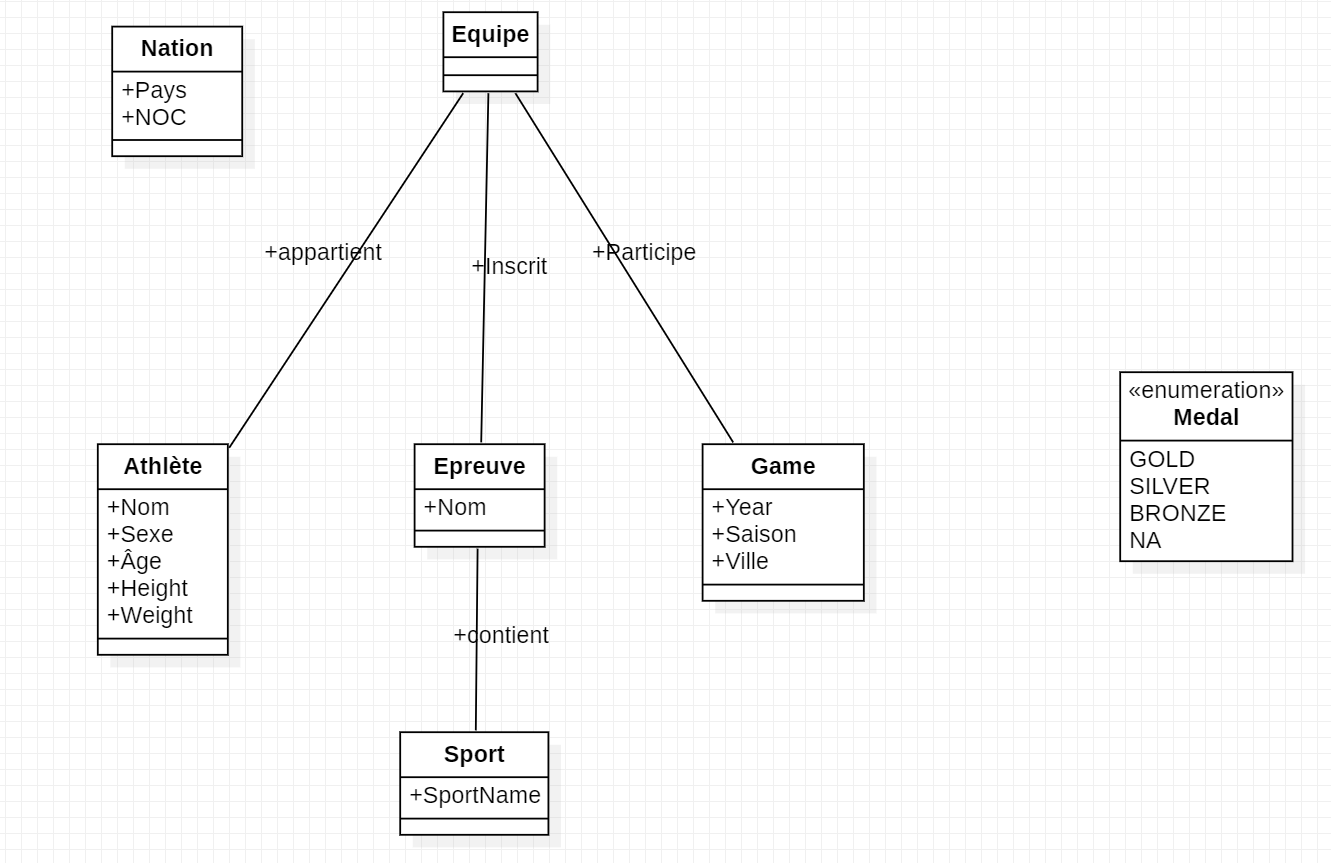 Nation
+Pays
+NOC
Equipe
+appartient
+Inscrit
+Participe
Athlète
+Nom
+Sexe
+Âge
+Height
+Weight
Epreuve
+Nom
Game
+Year
+Saison
+Ville
«enumeration»
Medal
GOLD
SILVER
BRONZE
NA
+contient
Sport
+SportName